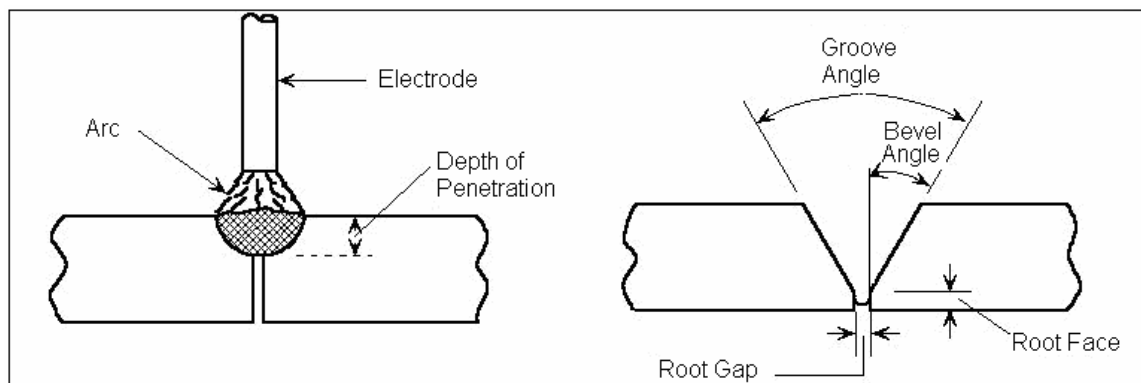 Electrode
Arc
Depth of
Penetration
Groove
Angle
Bevel
Angle
Root Face
Root Gap